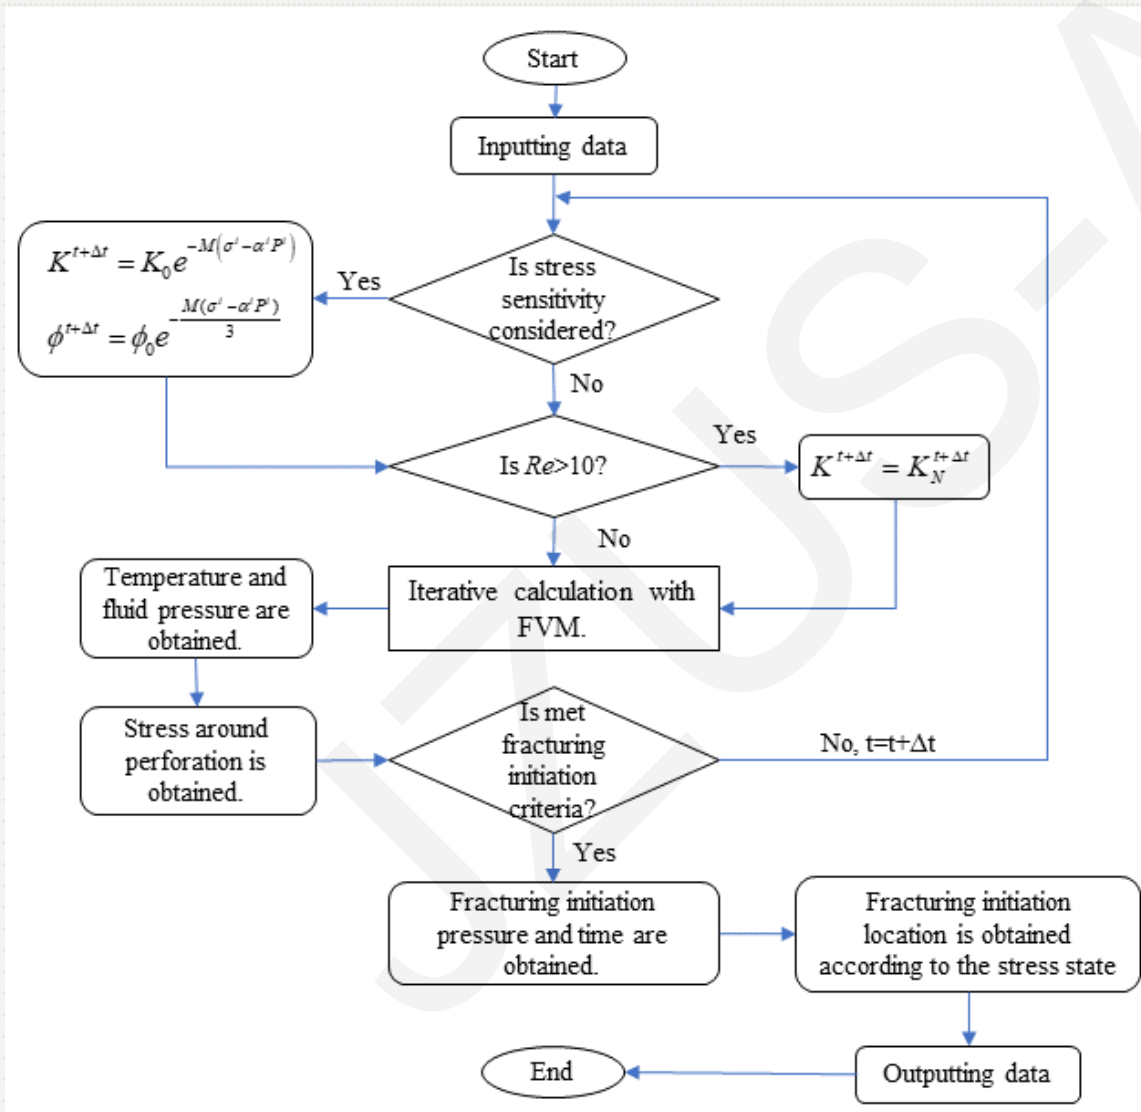 Start
Inputting data
Is stress
sensitivity
considered?
Yes
K^{t+Δt} = K_0 e^{-M(σ^t - α^t P^t)}
ϕ^{t+Δt} = ϕ_0 e^{-\frac{M(σ^t - α^t P^t)}{3}}
No
Is Re>10?
Yes
K^{t+Δt} = K_N^{t+Δt}
No
Iterative calculation with
FVM.
Temperature and
fluid pressure are
obtained.
Stress around
perforation is
obtained.
Is met
fracturing
initiation
criteria?
No, t=t+Δt
Yes
Fracturing initiation
pressure and time are
obtained.
Fracturing initiation
location is obtained
according to the stress state
Outputting data
End
JZUS-A